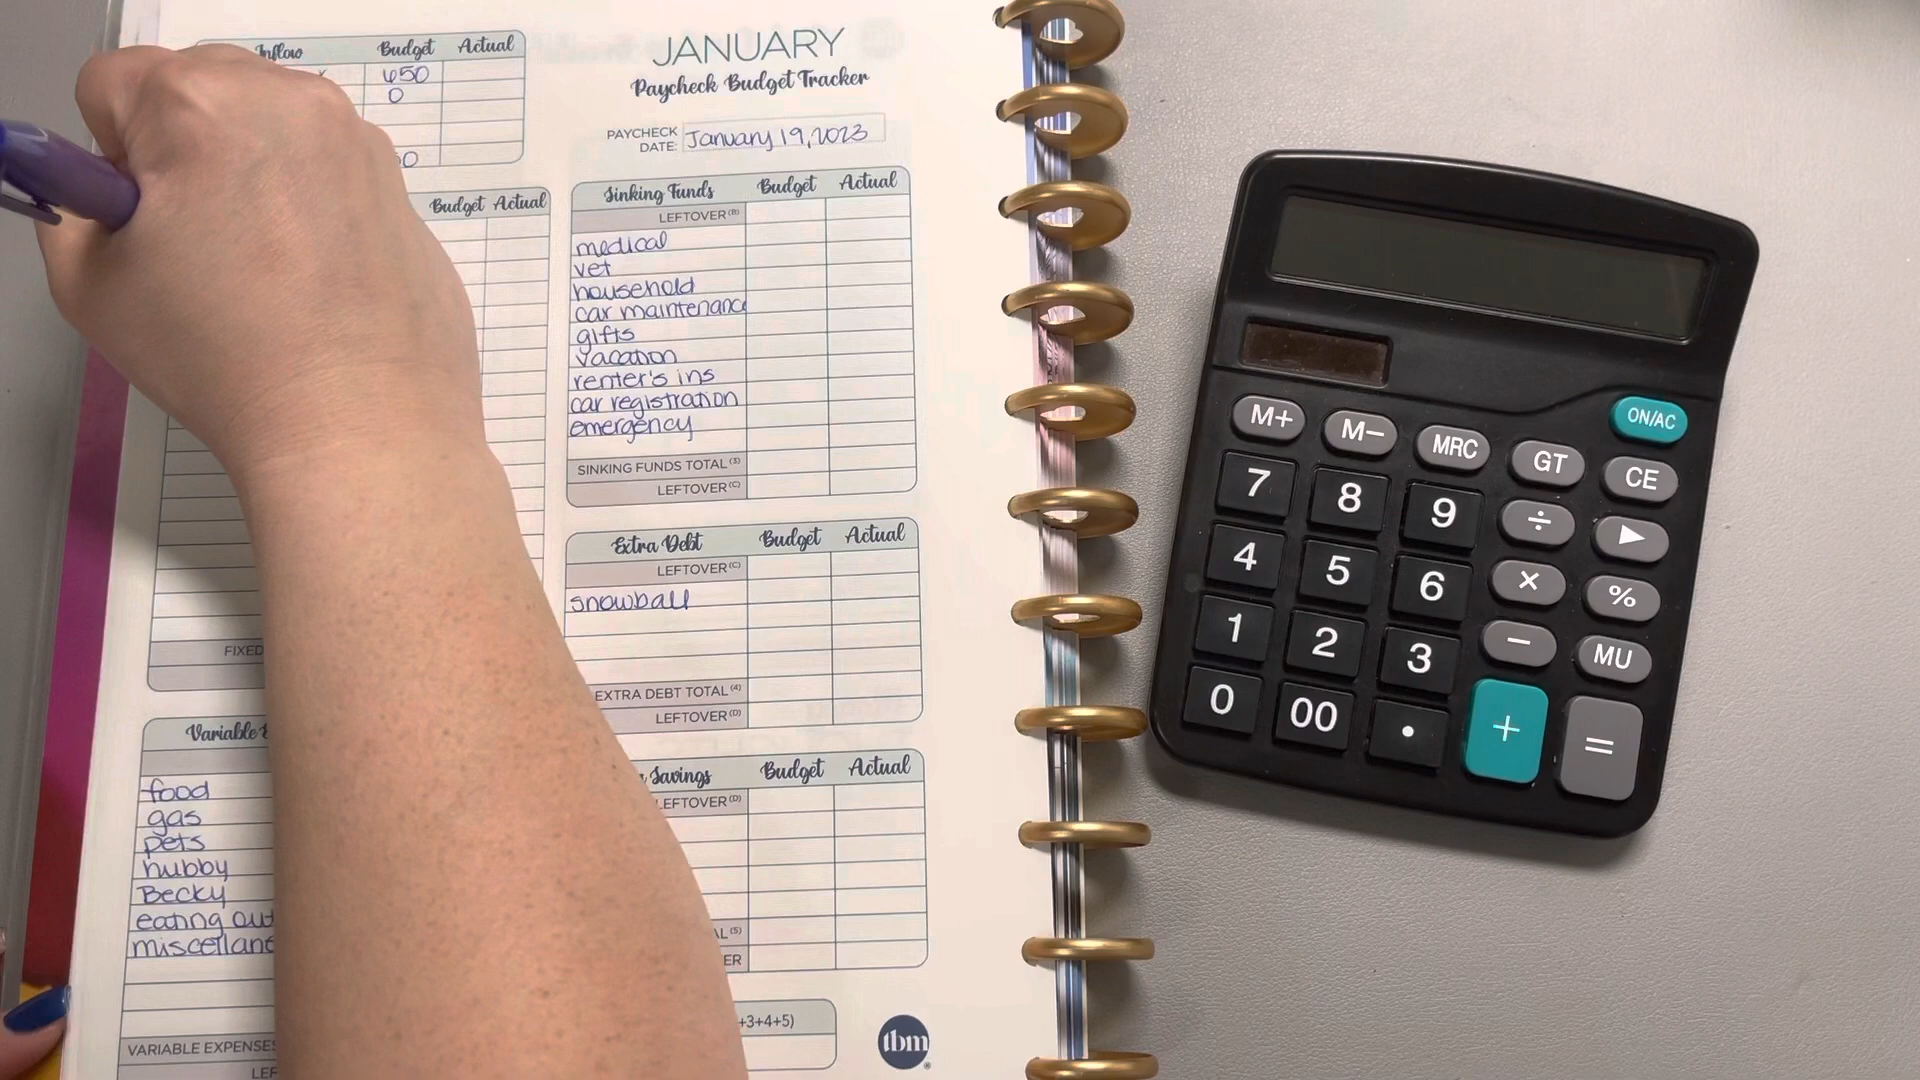 Inflow Budget Actual
650
0
JANUARY
Paycheck Budget Tracker
PAYCHECK DATE: January 19, 2023
Budget Actual
Sinking Funds Budget Actual
LEFTOVER (B)
medical
vet
household
car maintenance
gifts
vacation
renter's ins
car registration
emergency
SINKING FUNDS TOTAL (3)
LEFTOVER (C)
Extra Debt Budget Actual
LEFTOVER (C)
snowball
EXTRA DEBT TOTAL (4)
LEFTOVER (D)
FIXED
Variable
food
gas
pets
hubby
Becky
eating out
VARIABLE EXPENSES
Savings Budget Actual
LEFTOVER (D)
+3+4+5)
tbm
M+ M- MRC GT ON/AC
CE
7 8 9 ÷ ▶
4 5 6 × %
1 2 3 − MU
0 00 • + =